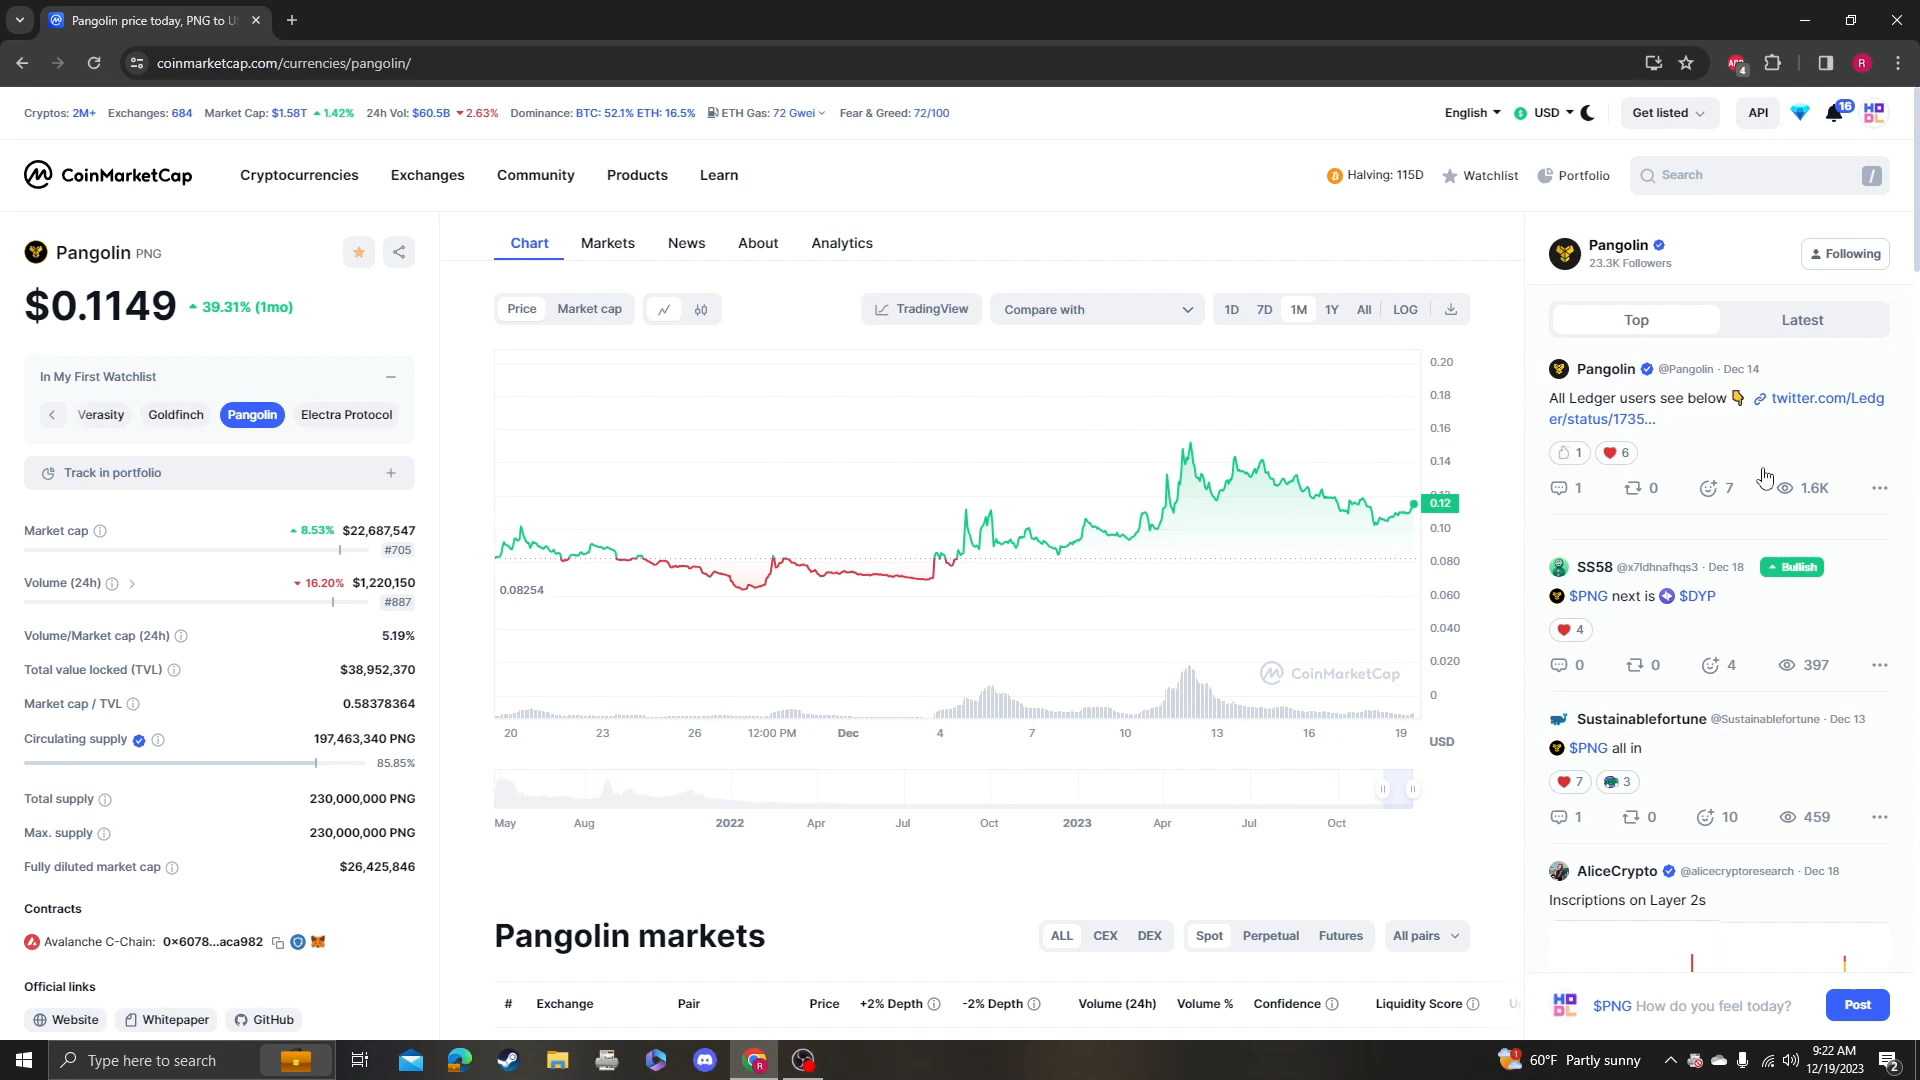 Pangolin price today, PNG to U
coinmarketcap.com/currencies/pangolin/
4
R
Cryptos: 2M+ Exchanges: 684 Market Cap: $1.58T 1.42% 24h Vol: $60.5B 2.63% Dominance: BTC: 52.1% ETH: 16.5% ETH Gas: 72 Gwei Fear & Greed: 72/100
English USD Get listed API 16
CoinMarketCap Cryptocurrencies Exchanges Community Products Learn
Halving: 115D Watchlist Portfolio Search /
Pangolin PNG
$0.1149 39.31% (1mo)
In My First Watchlist
Verasity Goldfinch Pangolin Electra Protocol
Track in portfolio +
Market cap 8.53% $22,687,547
#705
Volume (24h) 16.20% $1,220,150
#887
Volume/Market cap (24h) 5.19%
Total value locked (TVL) $38,952,370
Market cap / TVL 0.58378364
Circulating supply 197,463,340 PNG
85.85%
Total supply 230,000,000 PNG
Max. supply 230,000,000 PNG
Fully diluted market cap $26,425,846
Contracts
Avalanche C-Chain: 0x6078...aca982
Official links
Website Whitepaper GitHub
Chart Markets News About Analytics
Price Market cap TradingView Compare with 1D 7D 1M 1Y All LOG
0.20
0.18
0.16
0.14
0.12
0.12
0.10
0.080
0.060
0.040
0.020
0
0.08254
CoinMarketCap
20 23 26 12:00 PM Dec 4 7 10 13 16 19
USD
May Aug 2022 Apr Jul Oct 2023 Apr Jul Oct
Pangolin markets
ALL CEX DEX Spot Perpetual Futures All pairs
# Exchange Pair Price +2% Depth -2% Depth Volume (24h) Volume % Confidence Liquidity Score
Pangolin
23.3K Followers
Following
Top Latest
Pangolin @Pangolin · Dec 14
All Ledger users see below 👇 twitter.com/Ledg
er/status/1735...
1 6
1 0 7 1.6K
SS58 @x7ldhnafhqs3 · Dec 18 Bullish
$PNG next is $DYP
4
0 0 4 397
Sustainablefortune @Sustainablefortune · Dec 13
$PNG all in
7 3
1 0 10 459
AliceCrypto @alicecryptoresearch · Dec 18
Inscriptions on Layer 2s
HODL $PNG How do you feel today? Post
Type here to search
60°F Partly sunny
9:22 AM
12/19/2023
2